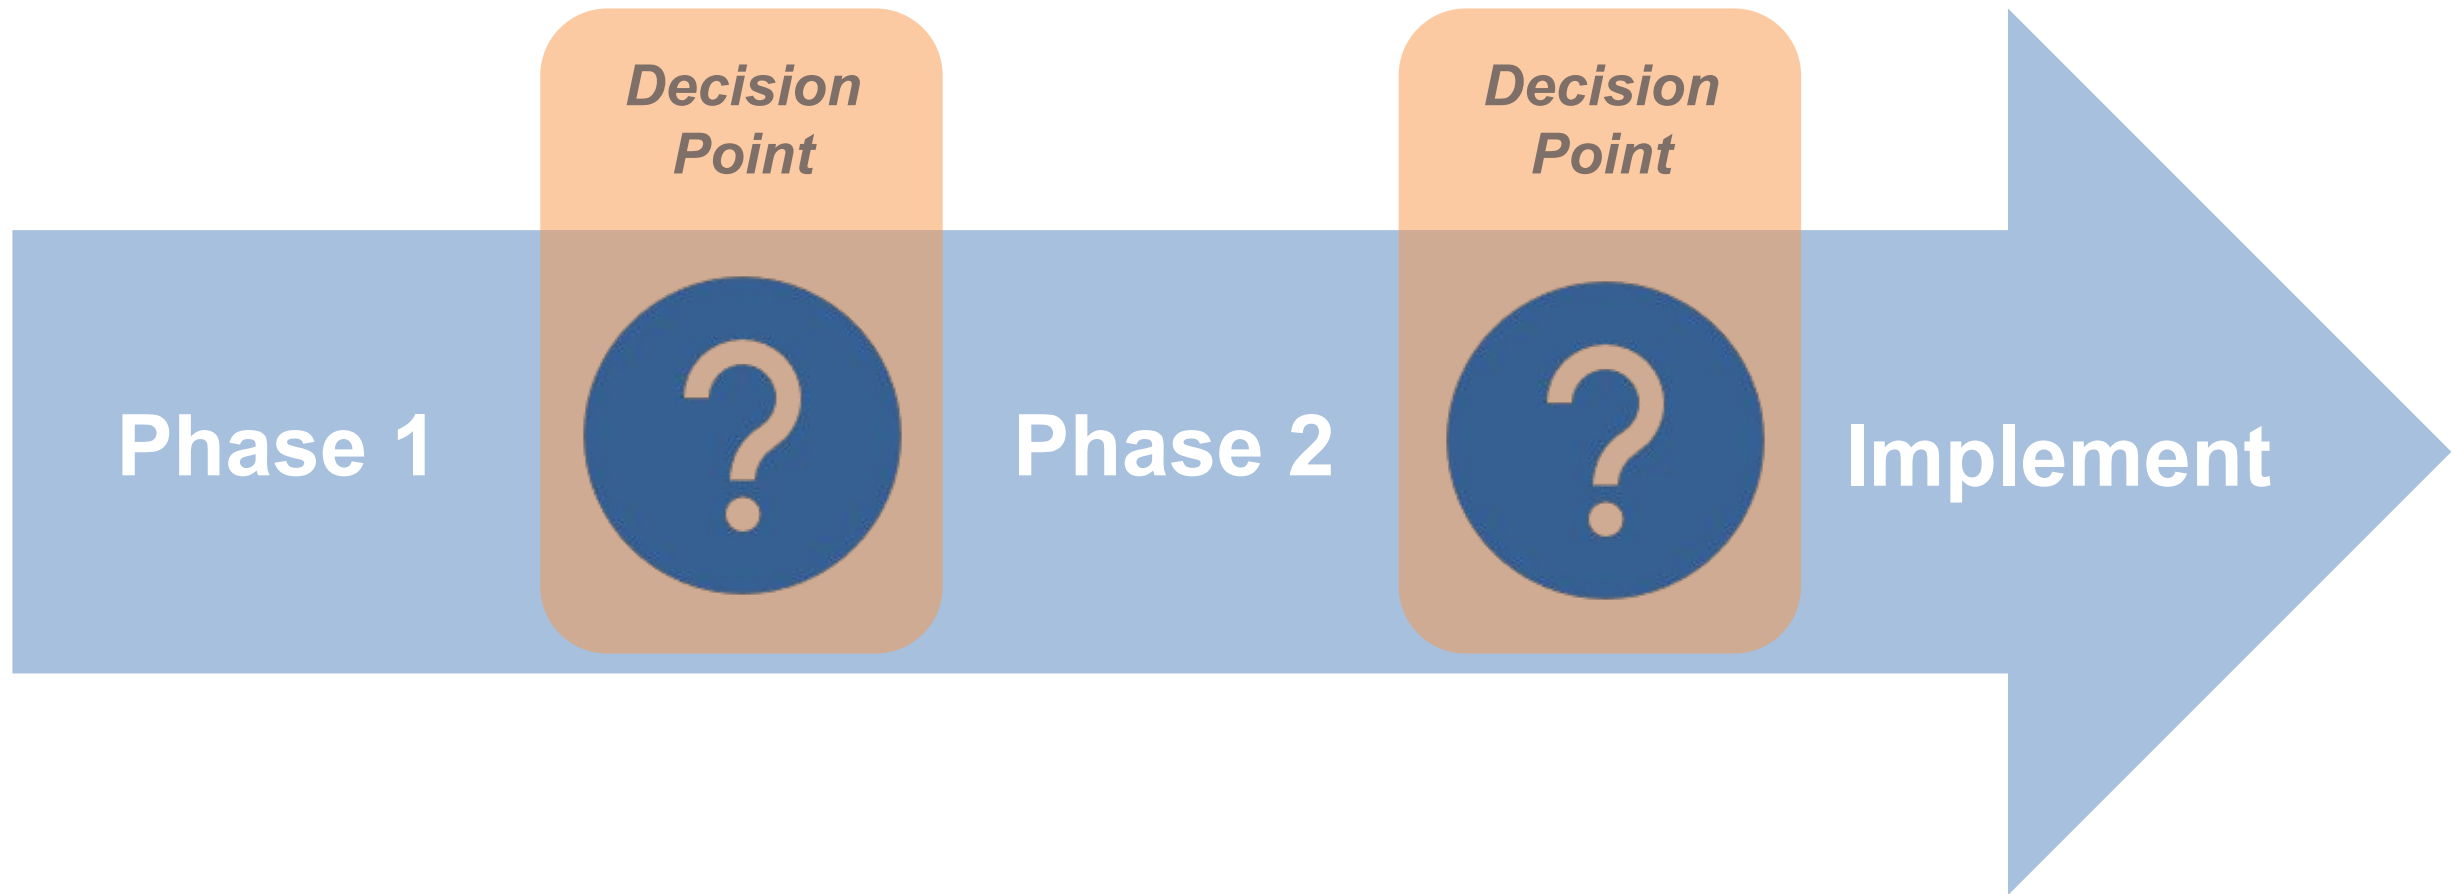 Decision
Point
Decision
Point
Phase 1
?
Phase 2
?
Implement